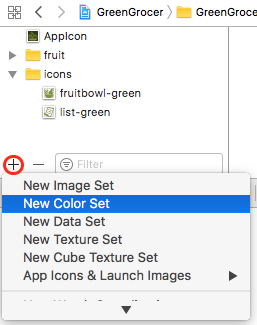 GreenGrocer GreenGrocer
AppIcon
fruit
icons
fruitbowl-green
list-green
Filter
New Image Set
New Color Set
New Data Set
New Texture Set
New Cube Texture Set
App Icons & Launch Images